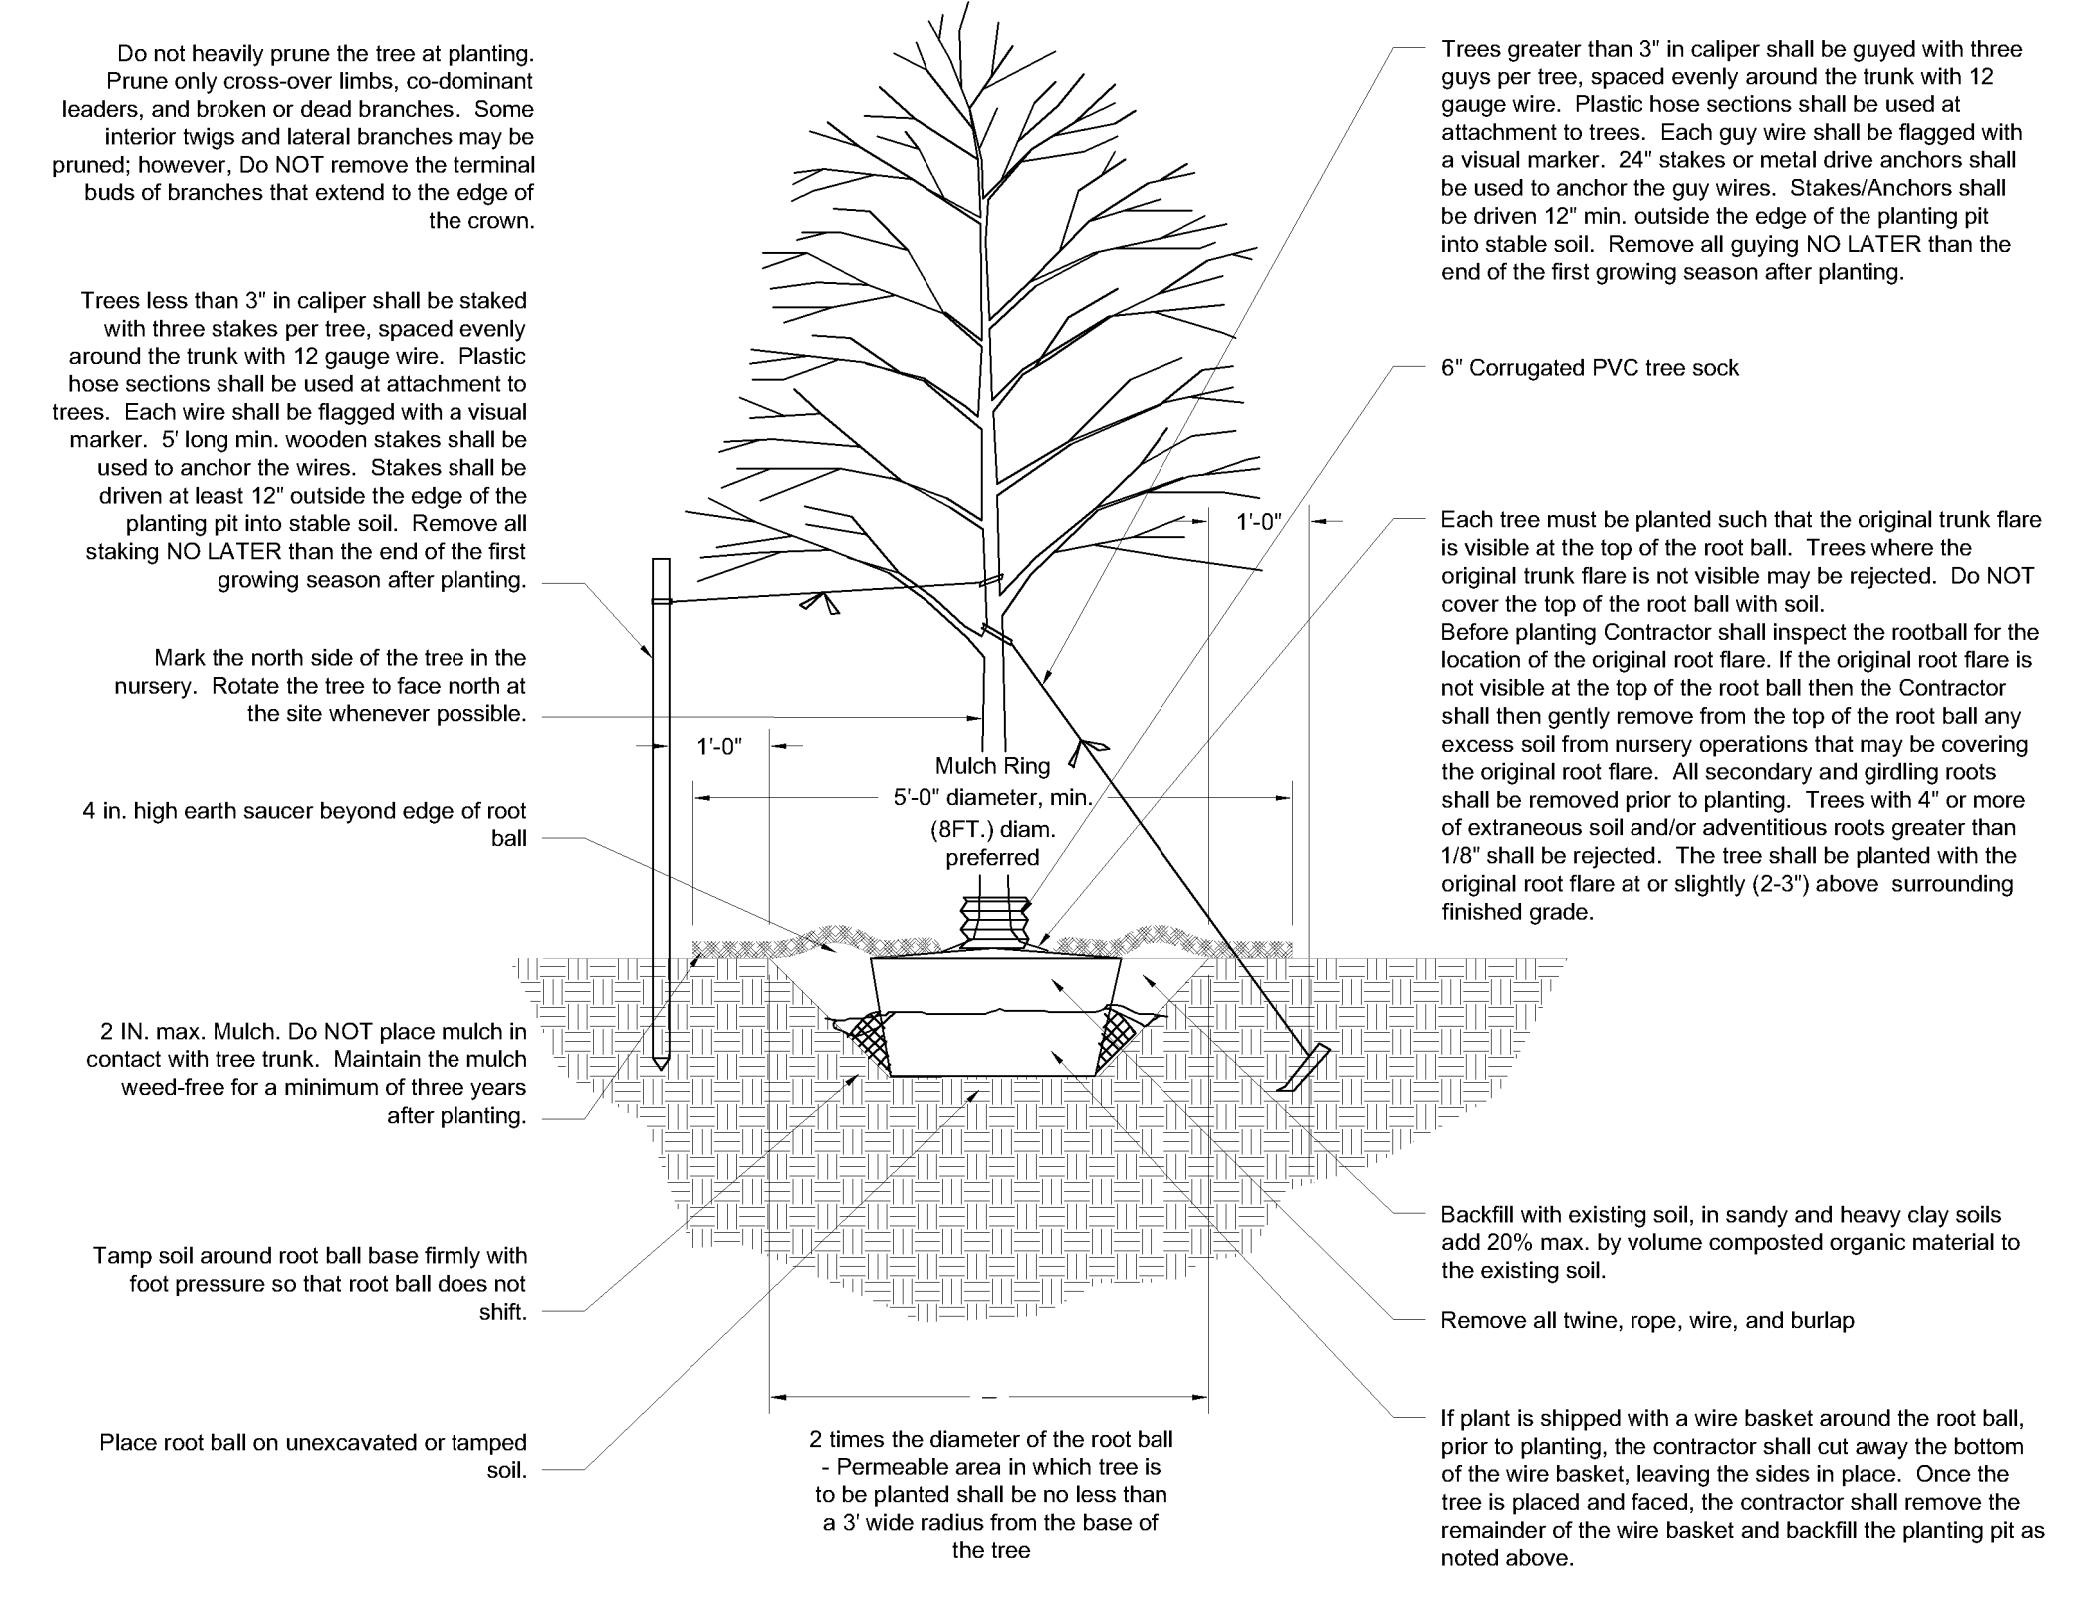 Do not heavily prune the tree at planting.
Prune only cross-over limbs, co-dominant
leaders, and broken or dead branches. Some
interior twigs and lateral branches may be
pruned; however, Do NOT remove the terminal
buds of branches that extend to the edge of
the crown.
Trees less than 3" in caliper shall be staked
with three stakes per tree, spaced evenly
around the trunk with 12 gauge wire. Plastic
hose sections shall be used at attachment to
trees. Each wire shall be flagged with a visual
marker. 5' long min. wooden stakes shall be
used to anchor the wires. Stakes shall be
driven at least 12" outside the edge of the
planting pit into stable soil. Remove all
staking NO LATER than the end of the first
growing season after planting.
Mark the north side of the tree in the
nursery. Rotate the tree to face north at
the site whenever possible.
4 in. high earth saucer beyond edge of root
ball
2 IN. max. Mulch. Do NOT place mulch in
contact with tree trunk. Maintain the mulch
weed-free for a minimum of three years
after planting.
Tamp soil around root ball base firmly with
foot pressure so that root ball does not
shift.
Place root ball on unexcavated or tamped
soil.
1'-0"
1'-0"
Mulch Ring
5'-0" diameter, min.
(8FT.) diam.
preferred
2 times the diameter of the root ball
- Permeable area in which tree is
to be planted shall be no less than
a 3' wide radius from the base of
the tree
Trees greater than 3" in caliper shall be guyed with three
guys per tree, spaced evenly around the trunk with 12
gauge wire. Plastic hose sections shall be used at
attachment to trees. Each guy wire shall be flagged with
a visual marker. 24" stakes or metal drive anchors shall
be used to anchor the guy wires. Stakes/Anchors shall
be driven 12" min. outside the edge of the planting pit
into stable soil. Remove all guying NO LATER than the
end of the first growing season after planting.
6" Corrugated PVC tree sock
Each tree must be planted such that the original trunk flare
is visible at the top of the root ball. Trees where the
original trunk flare is not visible may be rejected. Do NOT
cover the top of the root ball with soil.
Before planting Contractor shall inspect the rootball for the
location of the original root flare. If the original root flare is
not visible at the top of the root ball then the Contractor
shall then gently remove from the top of the root ball any
excess soil from nursery operations that may be covering
the original root flare. All secondary and girdling roots
shall be removed prior to planting. Trees with 4" or more
of extraneous soil and/or adventitious roots greater than
1/8" shall be rejected. The tree shall be planted with the
original root flare at or slightly (2-3") above surrounding
finished grade.
Backfill with existing soil, in sandy and heavy clay soils
add 20% max. by volume composted organic material to
the existing soil.
Remove all twine, rope, wire, and burlap
If plant is shipped with a wire basket around the root ball,
prior to planting, the contractor shall cut away the bottom
of the wire basket, leaving the sides in place. Once the
tree is placed and faced, the contractor shall remove the
remainder of the wire basket and backfill the planting pit as
noted above.